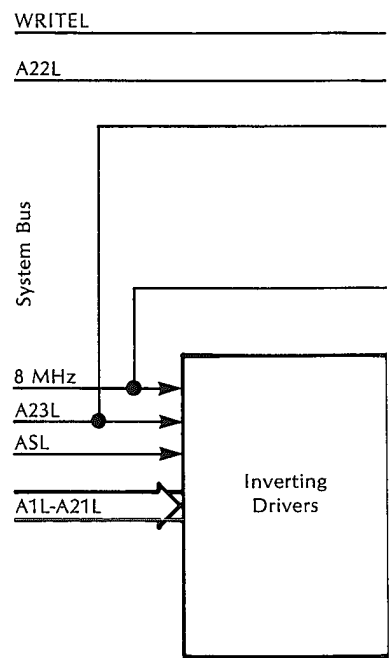 WRITEL
A22L
System Bus
8 MHz
A23L
ASL
A1L-A21L
Inverting
Drivers